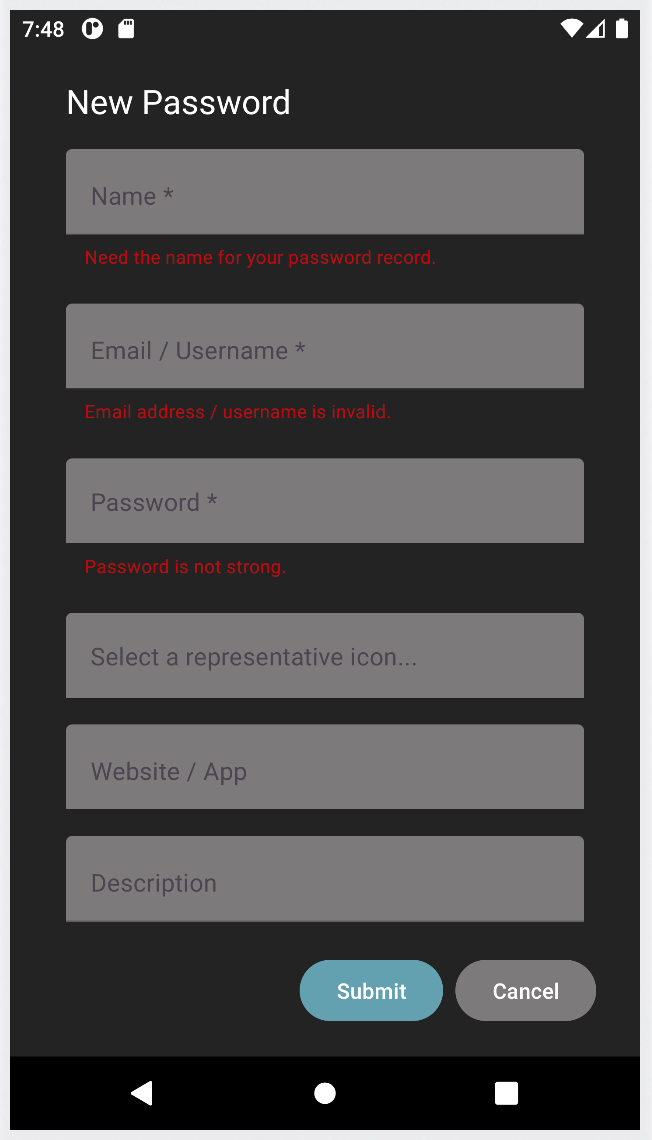 7:48
New Password
Name *
Need the name for your password record.
Email / Username *
Email address / username is invalid.
Password *
Password is not strong.
Select a representative icon...
Website / App
Description
Submit Cancel